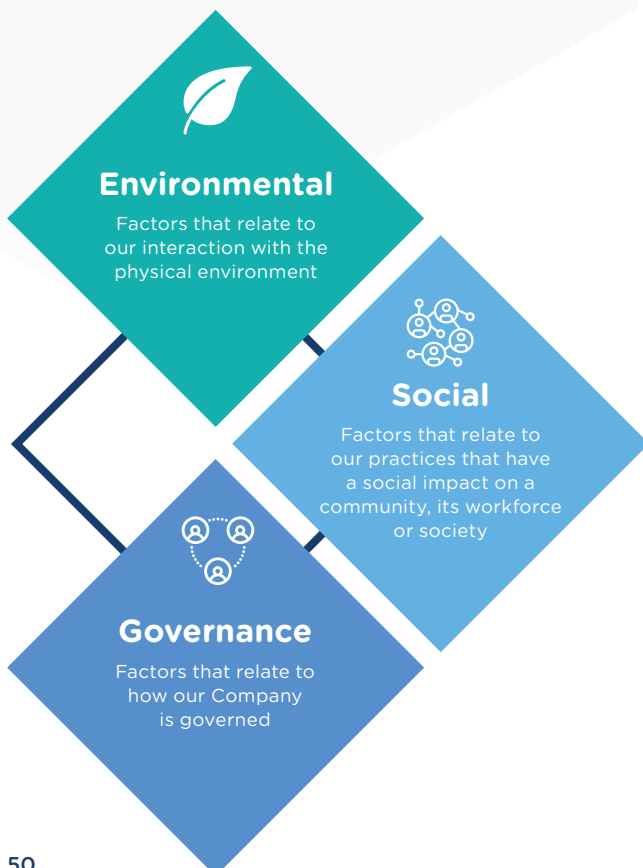 Environmental
Factors that relate to
our interaction with the
physical environment
Social
Factors that relate to
our practices that have
a social impact on a
community, its workforce
or society
Governance
Factors that relate to
how our Company
is governed
50